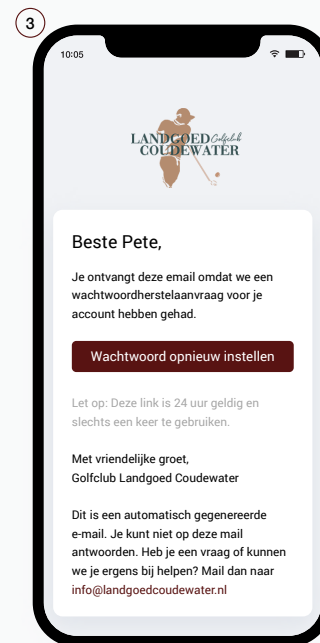 3
10:05
LANDGOED Golfclub
COUDEWATER
Beste Pete,
Je ontvangt deze email omdat we een
wachtwoordherstelaanvraag voor je
account hebben gehad.
Wachtwoord opnieuw instellen
Let op: Deze link is 24 uur geldig en
slechts een keer te gebruiken.
Met vriendelijke groet,
Golfclub Landgoed Coudewater
Dit is een automatisch gegenereerde
e-mail. Je kunt niet op deze mail
antwoorden. Heb je een vraag of kunnen
we je ergens bij helpen? Mail dan naar
info@landgoedcoudewater.nl